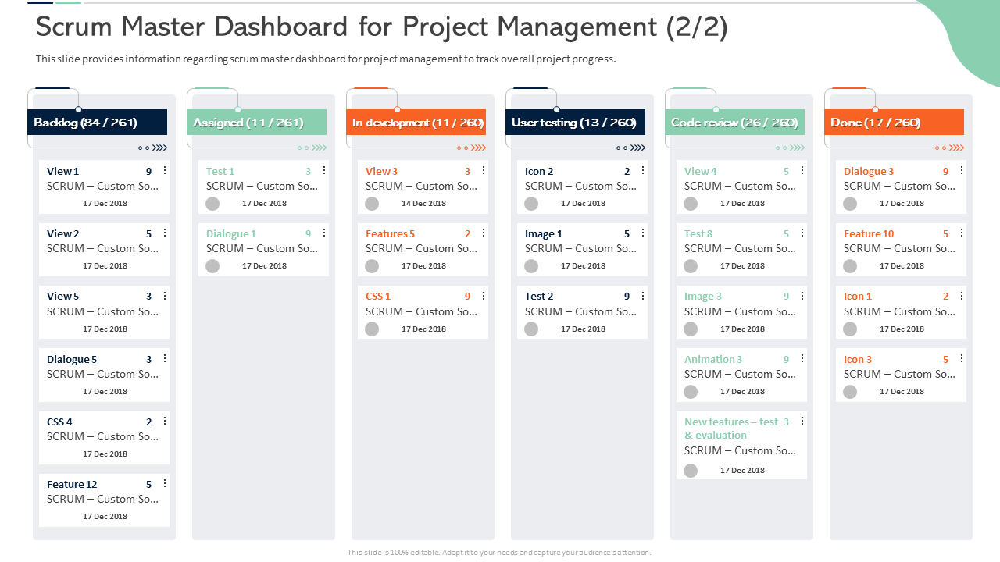 Scrum Master Dashboard for Project Management (2/2)
This slide provides information regarding scrum master dashboard for project management to track overall project progress.
Backlog (84 / 261)
View 1 9
SCRUM – Custom So...
17 Dec 2018
View 2 5
SCRUM – Custom So...
17 Dec 2018
View 5 3
SCRUM – Custom So...
17 Dec 2018
Dialogue 5 3
SCRUM – Custom So...
17 Dec 2018
CSS 4 2
SCRUM – Custom So...
17 Dec 2018
Feature 12 5
SCRUM – Custom So...
17 Dec 2018
Assigned (11 / 261)
Test 1 3
SCRUM – Custom So...
17 Dec 2018
Dialogue 1 9
SCRUM – Custom So...
17 Dec 2018
In development (11 / 260)
View 3 3
SCRUM – Custom So...
14 Dec 2018
Features 5 2
SCRUM – Custom So...
17 Dec 2018
CSS 1 9
SCRUM – Custom So...
17 Dec 2018
User testing (13 / 260)
Icon 2 2
SCRUM – Custom So...
17 Dec 2018
Image 1 5
SCRUM – Custom So...
17 Dec 2018
Test 2 9
SCRUM – Custom So...
17 Dec 2018
Code review (26 / 260)
View 4 5
SCRUM – Custom So...
17 Dec 2018
Test 8 5
SCRUM – Custom So...
17 Dec 2018
Image 3 9
SCRUM – Custom So...
17 Dec 2018
Animation 3 9
SCRUM – Custom So...
17 Dec 2018
New features – test 3
& evaluation
SCRUM – Custom So...
17 Dec 2018
Done (17 / 260)
Dialogue 3 9
SCRUM – Custom So...
17 Dec 2018
Feature 10 5
SCRUM – Custom So...
17 Dec 2018
Icon 1 2
SCRUM – Custom So...
17 Dec 2018
Icon 3 5
SCRUM – Custom So...
17 Dec 2018
This slide is 100% editable. Adapt it to your needs and capture your audience's attention.